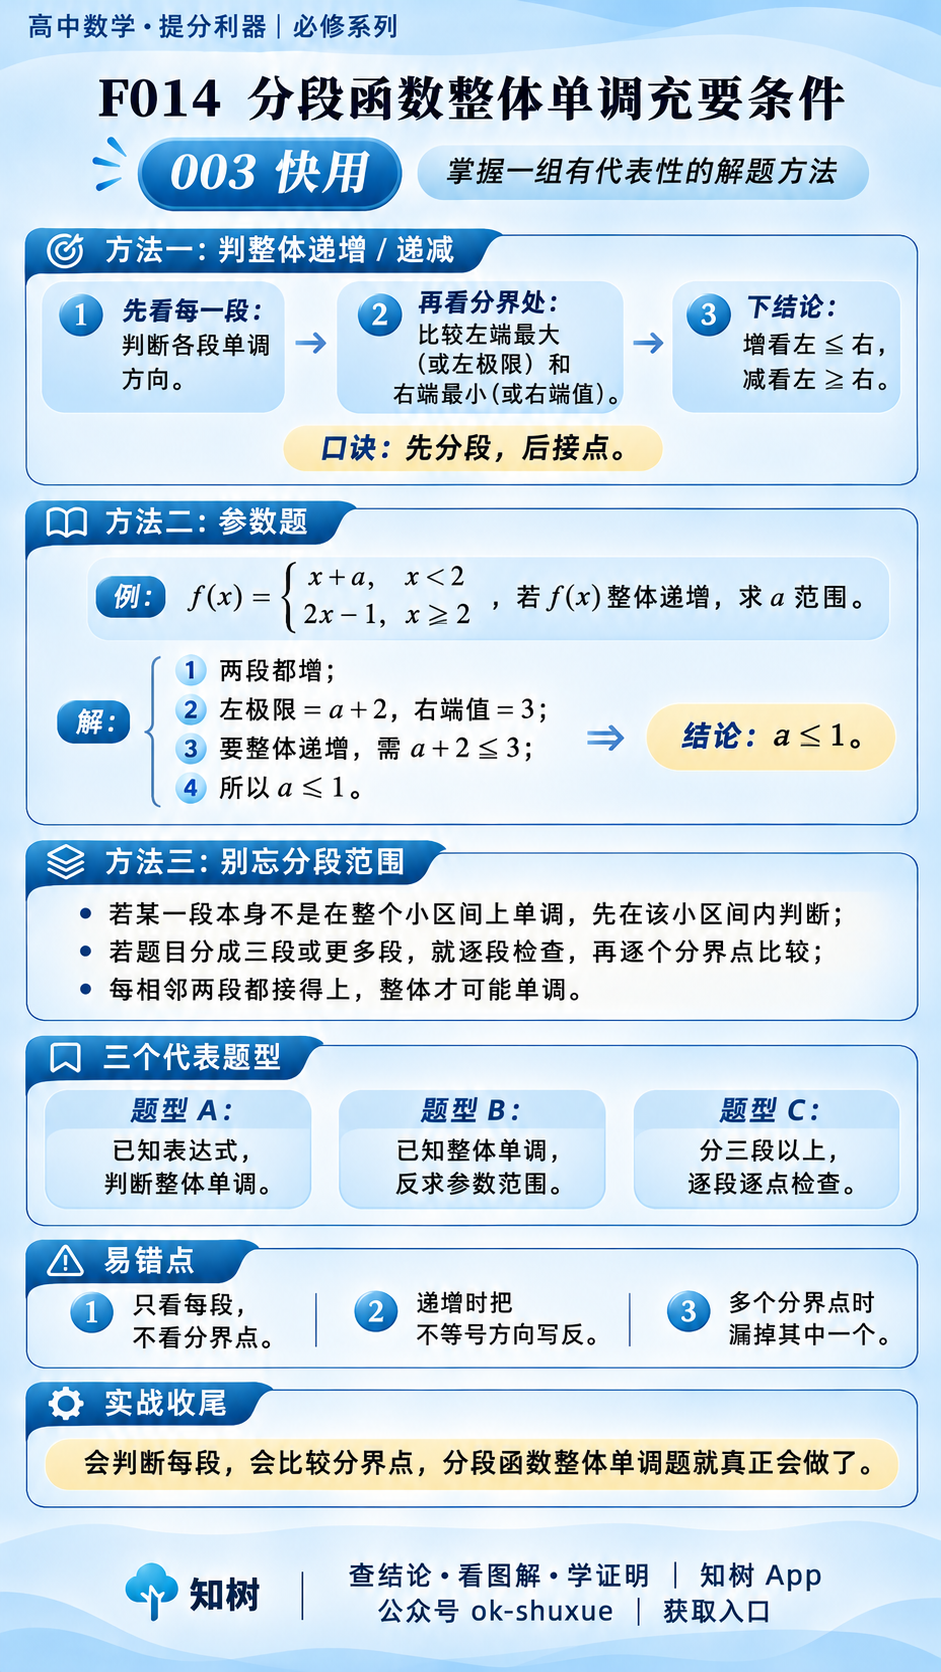 高中数学·提分利器｜必修系列
F014 分段函数整体单调充要条件
003 快用
掌握一组有代表性的解题方法
方法一：判整体递增 / 递减
1 先看每一段：
判断各段单调
方向。
→
2 再看分界处：
比较左端最大
（或左极限）和
右端最小（或右端值）。
→
3 下结论：
增看左 ≦ 右，
减看左 ≧ 右。
口诀：先分段，后接点。
方法二：参数题
例： f(x) = { x + a, x < 2
2x − 1, x ⩾ 2 ，若 f(x) 整体递增，求 a 范围。
解：
1 两段都增；
2 左极限 = a + 2，右端值 = 3；
3 要整体递增，需 a + 2 ≦ 3；
4 所以 a ⩽ 1。
⇒
结论：a ≤ 1。
方法三：别忘分段范围
• 若某一段本身不是在整个小区间上单调，先在该小区间内判断；
• 若题目分成三段或更多段，就逐段检查，再逐个分界点比较；
• 每相邻两段都接得上，整体才可能单调。
三个代表题型
题型 A：
已知表达式，
判断整体单调。
题型 B：
已知整体单调，
反求参数范围。
题型 C：
分三段以上，
逐段逐点检查。
易错点
1 只看每段，
不看分界点。
2 递增时把
不等号方向写反。
3 多个分界点时
漏掉其中一个。
实战收尾
会判断每段，会比较分界点，分段函数整体单调题就真正会做了。
知树
查结论·看图解·学证明 ｜ 知树 App
公众号 ok-shuxue ｜ 获取入口